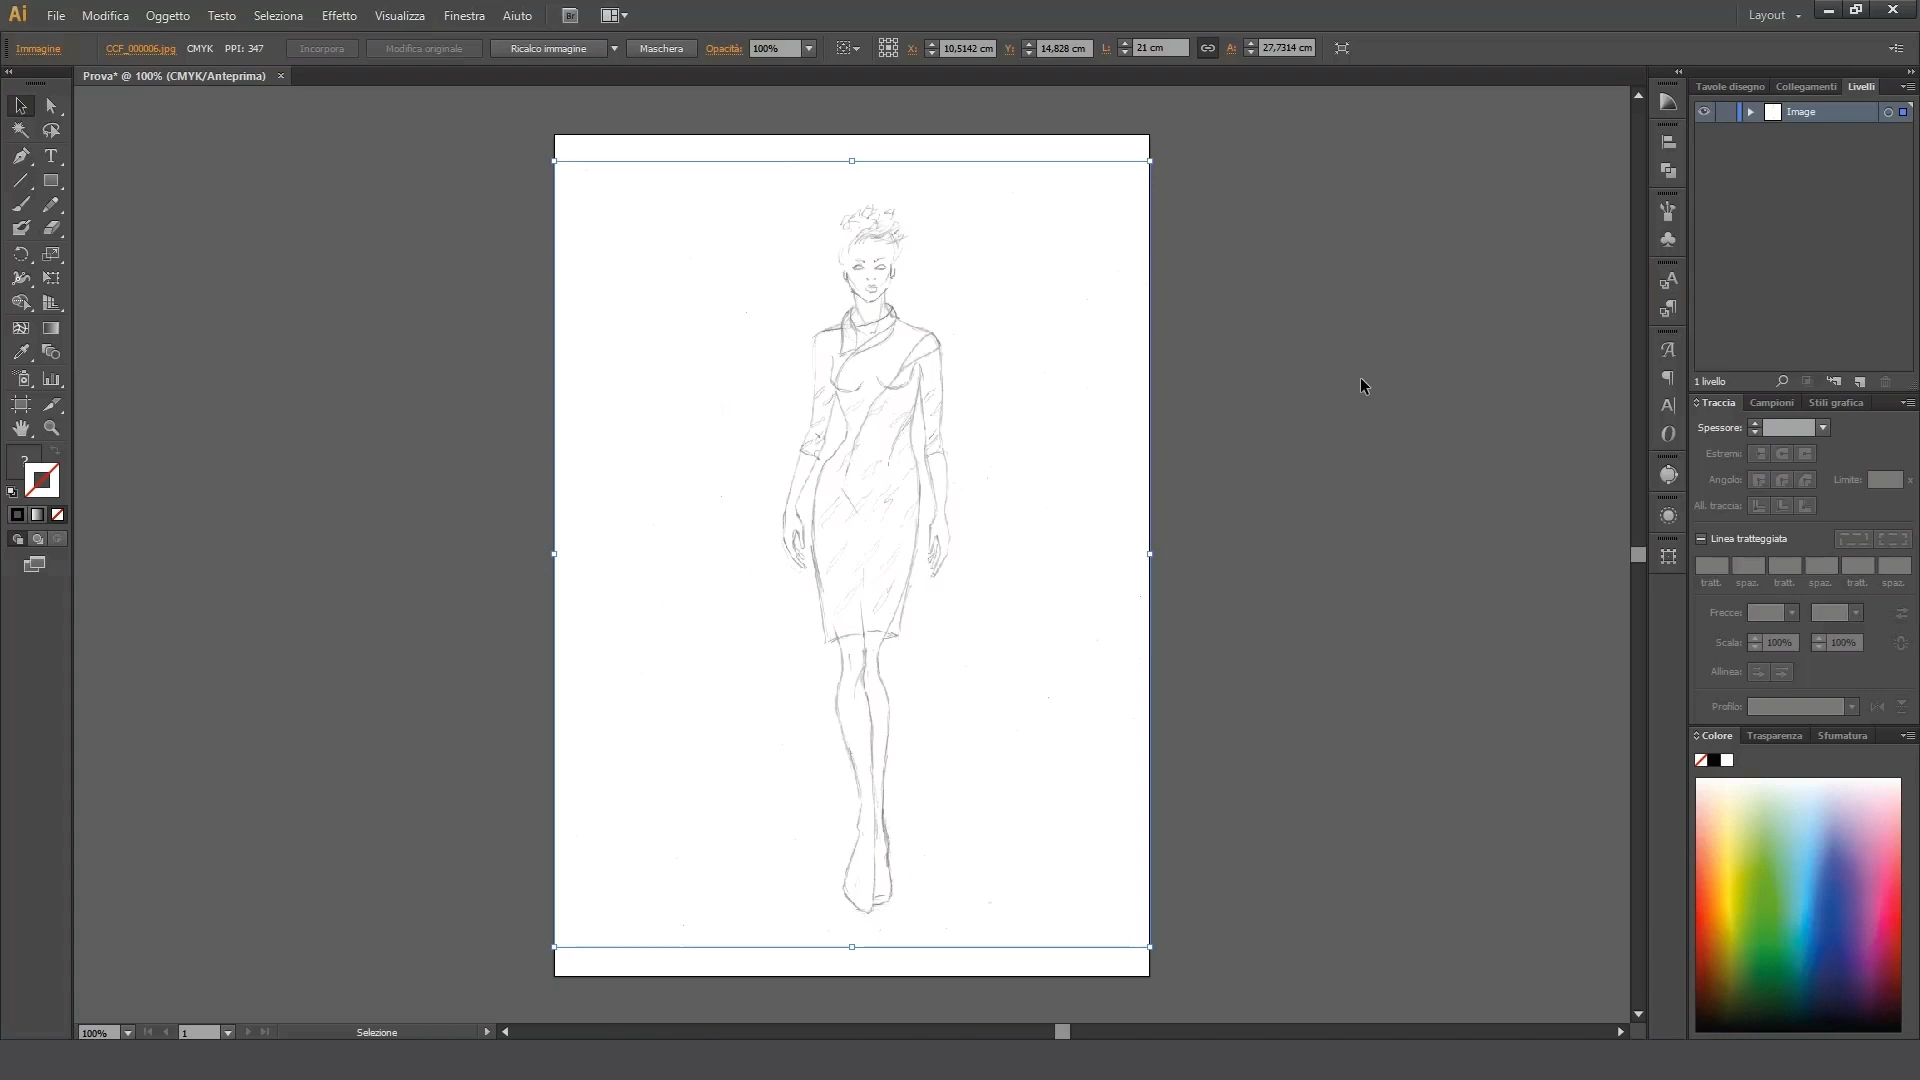 Ai File Modifica Oggetto Testo Seleziona Effetto Visualizza Finestra Aiuto Br Layout
Immagine CCF_000006.jpg CMYK PPI: 347 Incorpora Modifica originale Ricalco immagine Maschera Opacità: 100% X: 10,5142 cm Y: 14,828 cm L: 21 cm A: 27,7314 cm
Prova* @ 100% (CMYK/Anteprima)
Tavole disegno Collegamenti Livelli
Image
1 livello
Traccia Campioni Stili grafica
Spessore:
Estremi:
Angolo: Limite: x
All. traccia:
Linea tratteggiata
tratt. spaz. tratt. spaz. tratt. spaz.
Frecce:
Scala: 100% 100%
Allinea:
Profilo:
Colore Trasparenza Sfumatura
?
100% 1 Selezione